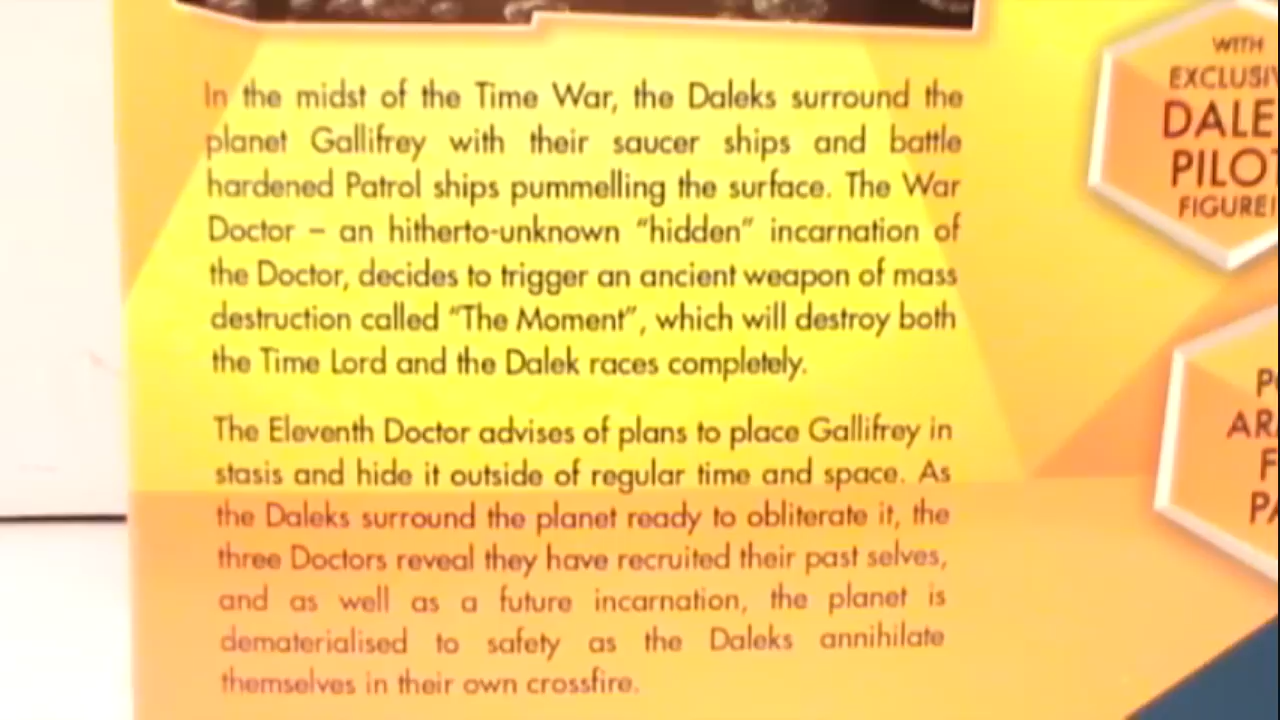 In the midst of the Time War, the Daleks surround the
planet Gallifrey with their saucer ships and battle
hardened Patrol ships pummelling the surface. The War
Doctor – an hitherto-unknown “hidden” incarnation of
the Doctor, decides to trigger an ancient weapon of mass
destruction called “The Moment”, which will destroy both
the Time Lord and the Dalek races completely.
The Eleventh Doctor advises of plans to place Gallifrey in
stasis and hide it outside of regular time and space. As
the Daleks surround the planet ready to obliterate it, the
three Doctors reveal they have recruited their past selves,
and as well as a future incarnation, the planet is
dematerialised to safety as the Daleks annihilate
themselves in their own crossfire.
WITH
EXCLUSIV
DALE
PILOT
FIGURE!